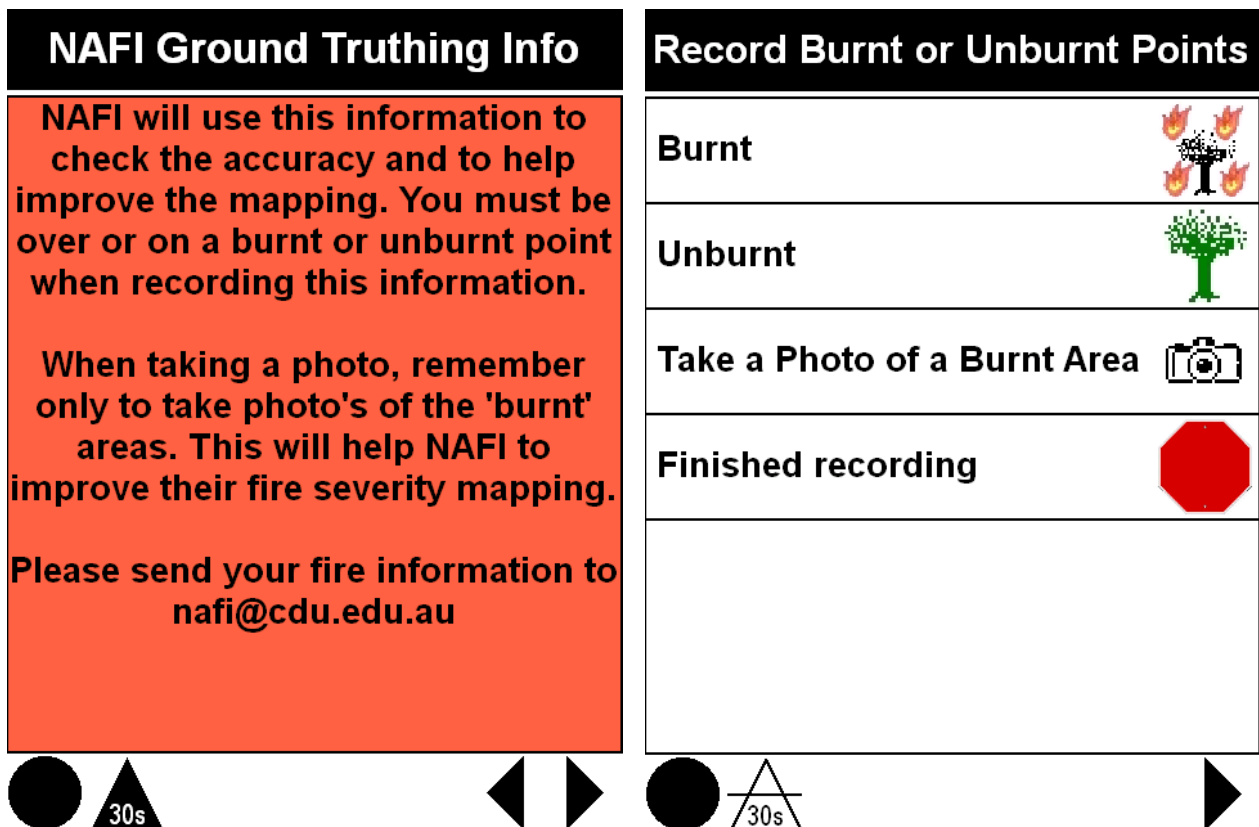 NAFI Ground Truthing Info
NAFI will use this information to
check the accuracy and to help
improve the mapping. You must be
over or on a burnt or unburnt point
when recording this information.
When taking a photo, remember
only to take photo's of the 'burnt'
areas. This will help NAFI to
improve their fire severity mapping.
Please send your fire information to
nafi@cdu.edu.au
30s
Record Burnt or Unburnt Points
Burnt
Unburnt
Take a Photo of a Burnt Area
Finished recording
30s